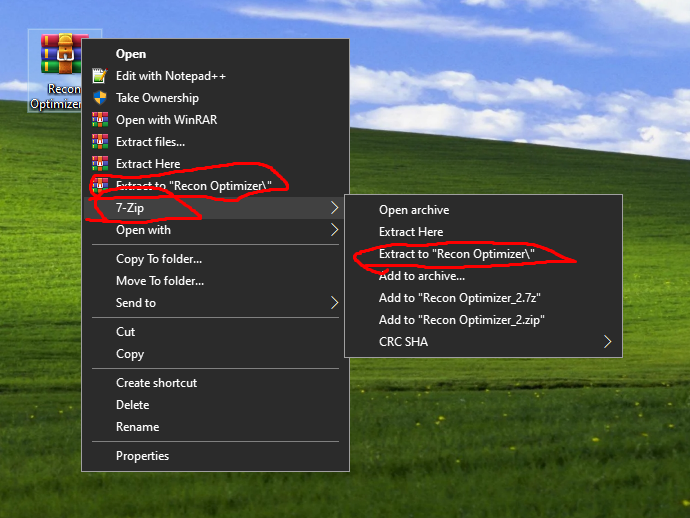 Recon
Optimizer
Open
Edit with Notepad++
Take Ownership
Open with WinRAR
Extract files...
Extract Here
Extract to "Recon Optimizer\"
7-Zip
Open with
Copy To folder...
Move To folder...
Send to
Cut
Copy
Create shortcut
Delete
Rename
Properties
Open archive
Extract Here
Extract to "Recon Optimizer\"
Add to archive...
Add to "Recon Optimizer_2.7z"
Add to "Recon Optimizer_2.zip"
CRC SHA